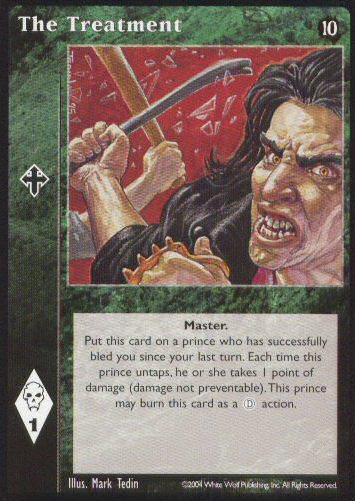 The Treatment
10
Master.
Put this card on a prince who has successfully
bled you since your last turn. Each time this
prince untaps, he or she takes 1 point of
damage (damage not preventable). This prince
may burn this card as a Ⓓ action.
1
Illus. Mark Tedin
©2004 White Wolf Publishing, Inc. All Rights Reserved.